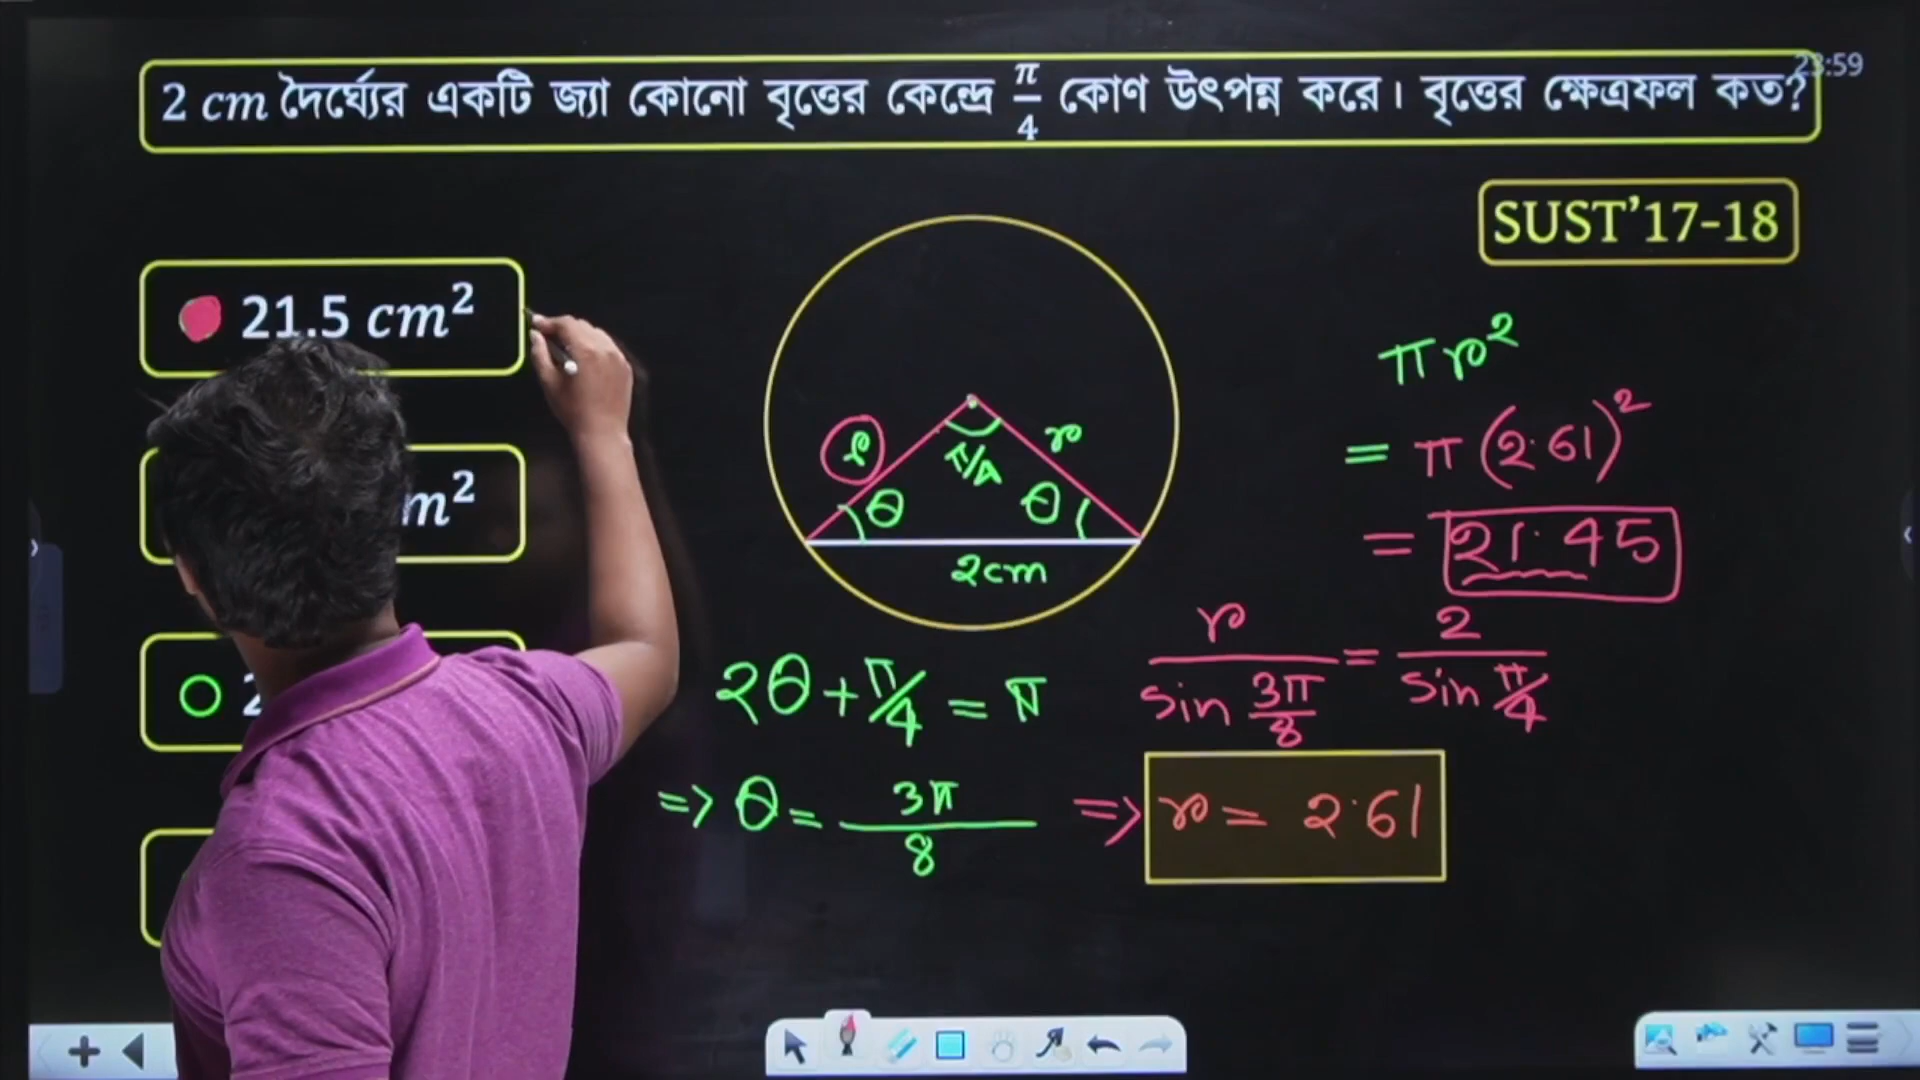 23:59
2 cm দৈর্ঘ্যের একটি জ্যা কোনো বৃত্তের কেন্দ্রে π/4 কোণ উৎপন্ন করে। বৃত্তের ক্ষেত্রফল কত?
SUST’17-18
21.5 cm²
m²
2
r
r
π/4
θ
θ
2cm
πr²
= π (2.61)²
= 21.45
2θ + π/4 = π
=> θ = 3π/8
r / sin 3π/8 = 2 / sin π/4
=> r = 2.61